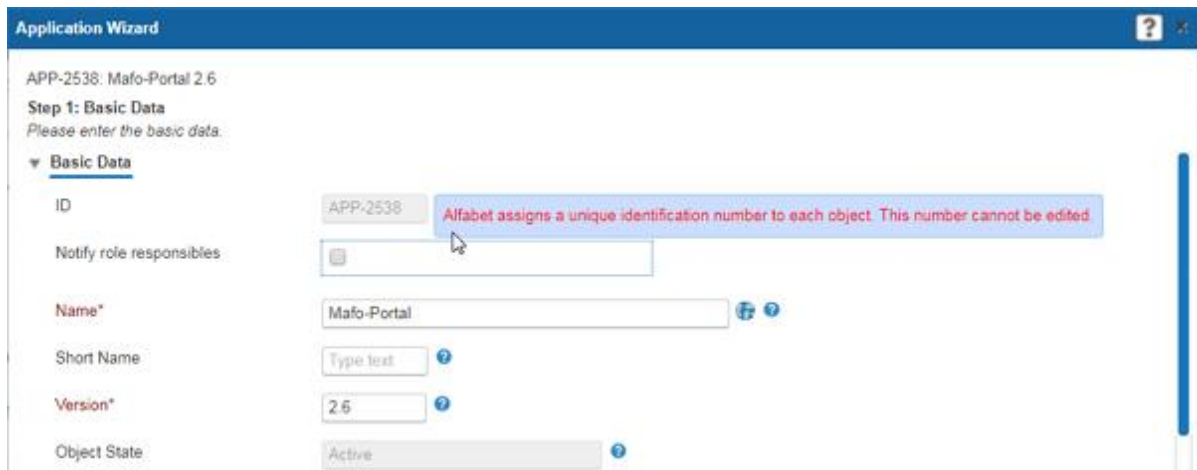 Application Wizard ?
APP-2538: Mafo-Portal 2.6
Step 1: Basic Data
Please enter the basic data.
Basic Data
ID APP-2538 Alfabet assigns a unique identification number to each object. This number cannot be edited.
Notify role responsibles
Name* Mafo-Portal ?
Short Name Type text ?
Version* 2.6 ?
Object State Active ?